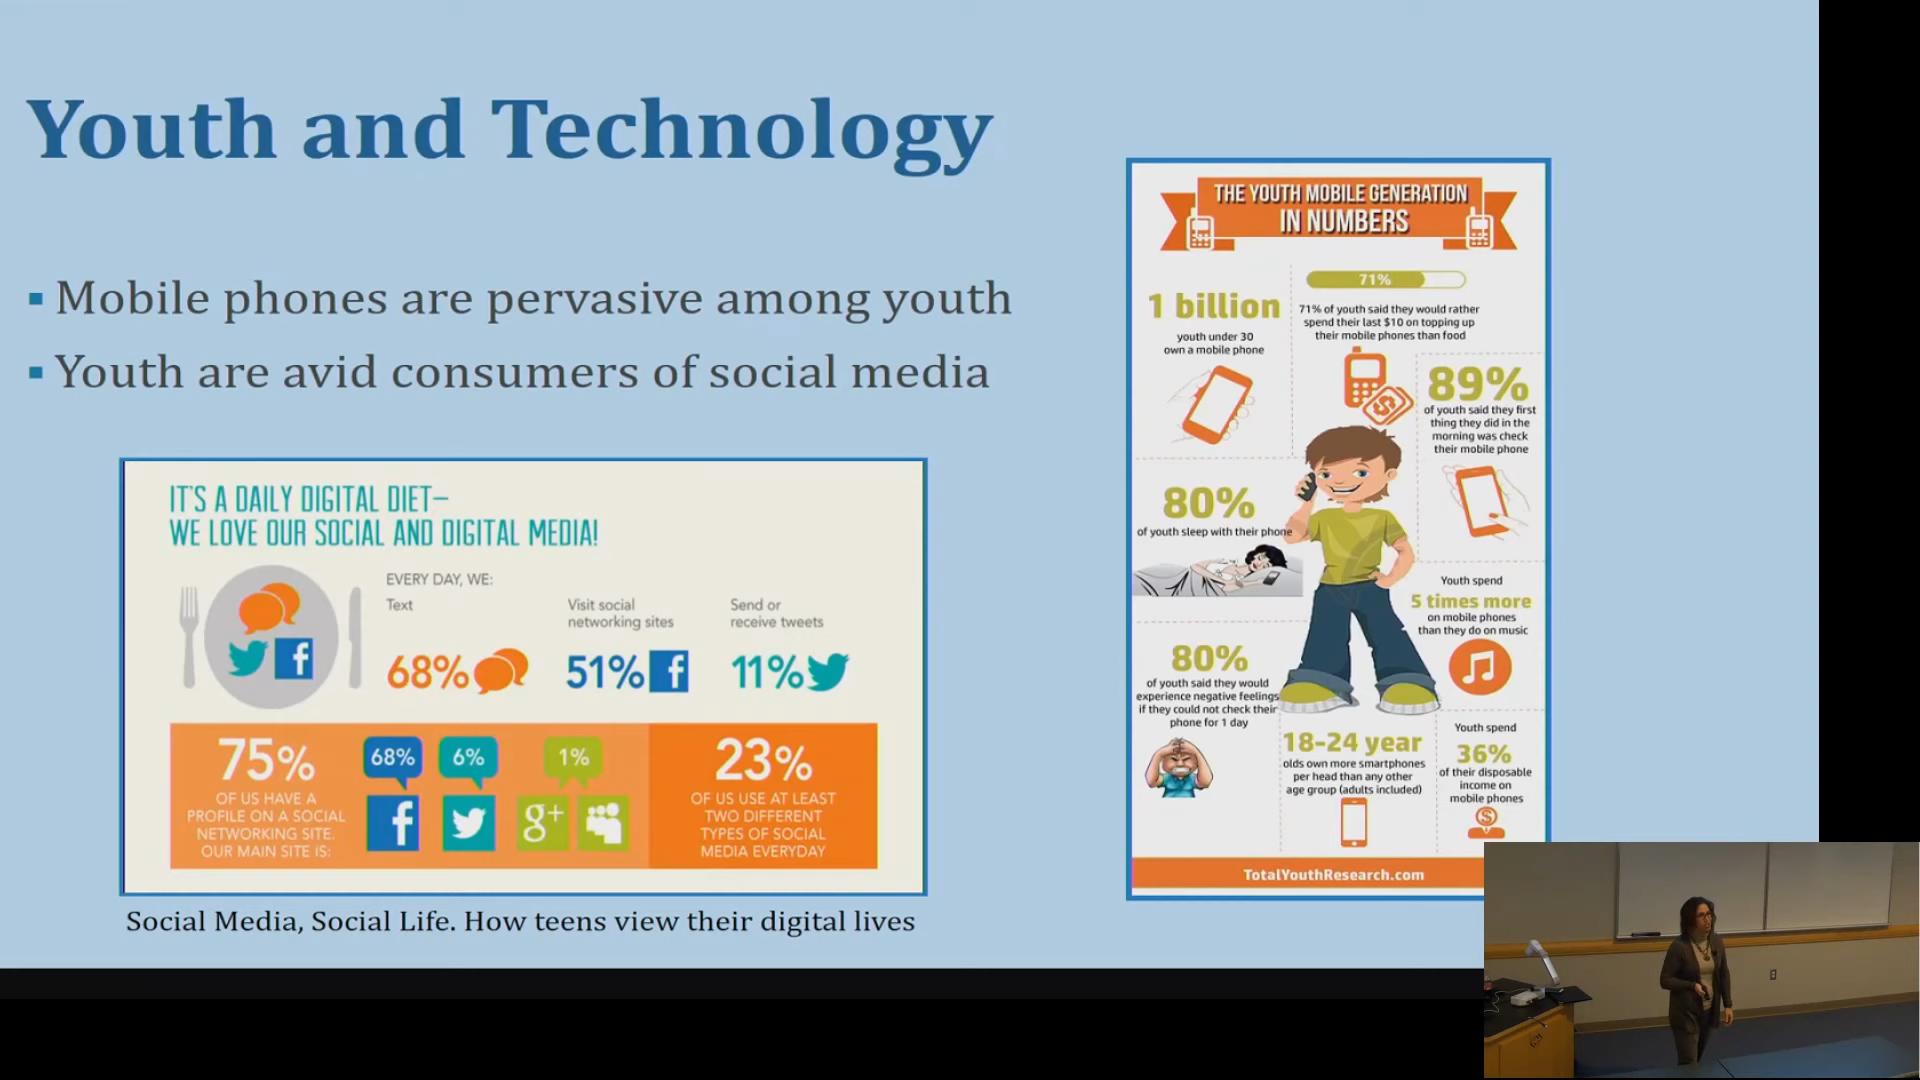 Youth and Technology
▪ Mobile phones are pervasive among youth
▪ Youth are avid consumers of social media
IT'S A DAILY DIGITAL DIET–
WE LOVE OUR SOCIAL AND DIGITAL MEDIA!
EVERY DAY, WE:
Text
68%
Visit social
networking sites
51%
f
Send or
receive tweets
11%
f
75%
OF US HAVE A
PROFILE ON A SOCIAL
NETWORKING SITE.
OUR MAIN SITE IS:
68%
6%
1%
f
g+
23%
OF US USE AT LEAST
TWO DIFFERENT
TYPES OF SOCIAL
MEDIA EVERYDAY
Social Media, Social Life. How teens view their digital lives
THE YOUTH MOBILE GENERATION
IN NUMBERS
1 billion
youth under 30
own a mobile phone
71%
71% of youth said they would rather
spend their last $10 on topping up
their mobile phones than food
$
89%
of youth said they first
thing they did in the
morning was check
their mobile phone
80%
of youth sleep with their phone
Youth spend
5 times more
on mobile phones
than they do on music
80%
of youth said they would
experience negative feelings
if they could not check their
phone for 1 day
18-24 year
olds own more smartphones
per head than any other
age group (adults included)
Youth spend
36%
of their disposable
income on
mobile phones
$
TotalYouthResearch.com